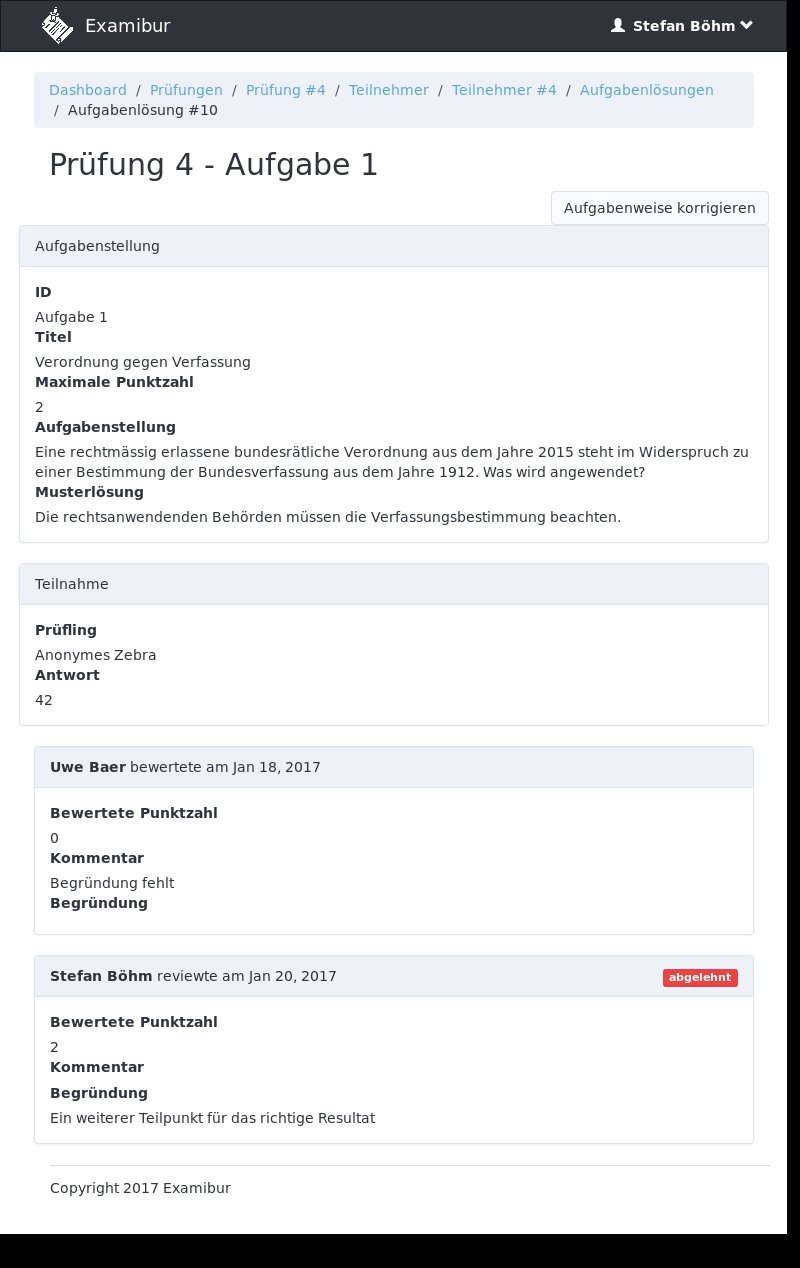 Examibur
Stefan Böhm
Dashboard / Prüfungen / Prüfung #4 / Teilnehmer / Teilnehmer #4 / Aufgabenlösungen
/ Aufgabenlösung #10
Prüfung 4 - Aufgabe 1
Aufgabenweise korrigieren
Aufgabenstellung
ID
Aufgabe 1
Titel
Verordnung gegen Verfassung
Maximale Punktzahl
2
Aufgabenstellung
Eine rechtmässig erlassene bundesrätliche Verordnung aus dem Jahre 2015 steht im Widerspruch zu
einer Bestimmung der Bundesverfassung aus dem Jahre 1912. Was wird angewendet?
Musterlösung
Die rechtsanwendenden Behörden müssen die Verfassungsbestimmung beachten.
Teilnahme
Prüfling
Anonymes Zebra
Antwort
42
Uwe Baer bewertete am Jan 18, 2017
Bewertete Punktzahl
0
Kommentar
Begründung fehlt
Begründung
Stefan Böhm reviewte am Jan 20, 2017 abgelehnt
Bewertete Punktzahl
2
Kommentar
Begründung
Ein weiterer Teilpunkt für das richtige Resultat
Copyright 2017 Examibur